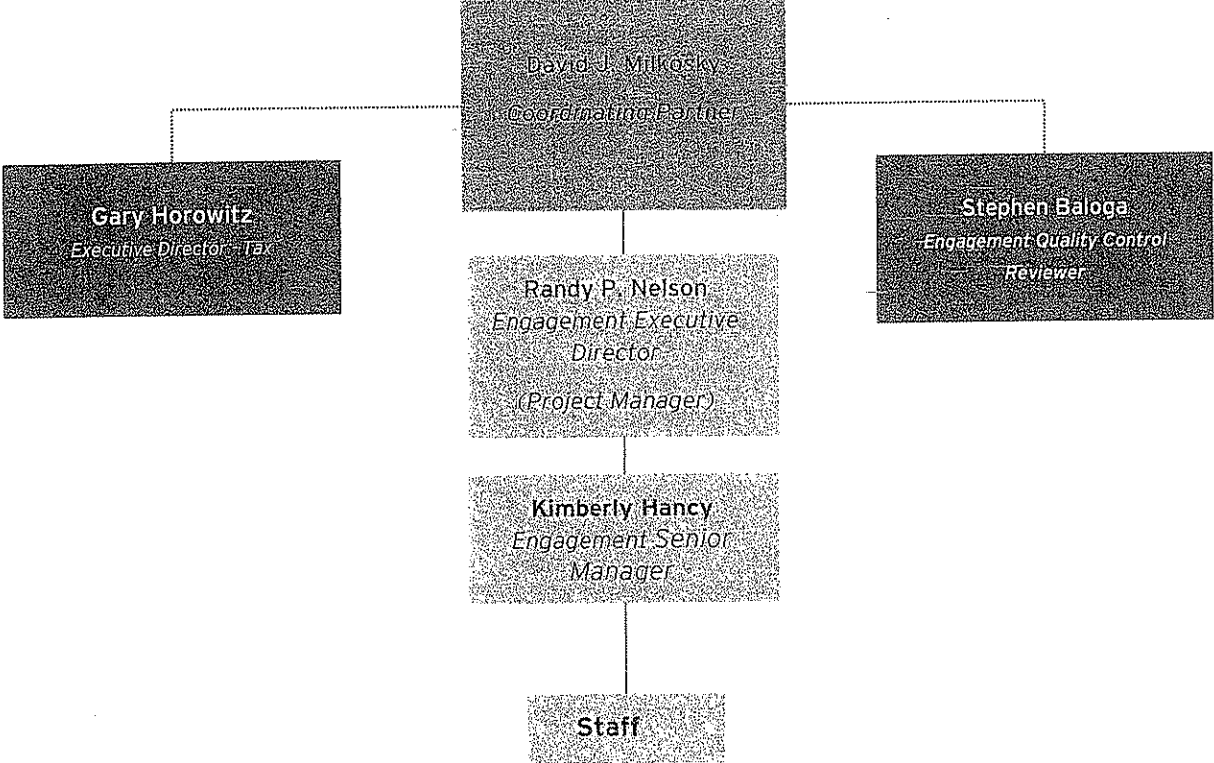 David J. Milkosky
Coordinating Partner
Gary Horowitz
Executive Director - Tax
Stephen Baloga
Engagement Quality Control
Reviewer
Randy P. Nelson
Engagement Executive
Director
(Project Manager)
Kimberly Hancy
Engagement Senior
Manager
Staff